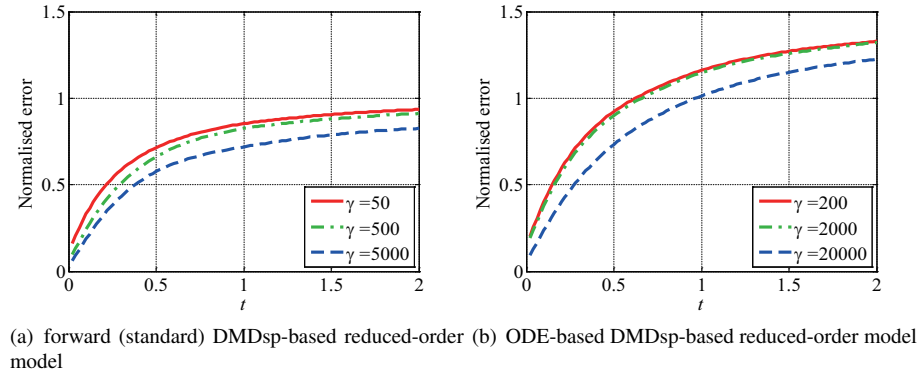 1.5
1
0.5
0
Normalised error
γ =50
γ =500
γ =5000
0 0.5 1 1.5 2
t
1.5
1
0.5
0
Normalised error
γ =200
γ =2000
γ =20000
0 0.5 1 1.5 2
t
(a) forward (standard) DMDsp-based reduced-order model
(b) ODE-based DMDsp-based reduced-order model